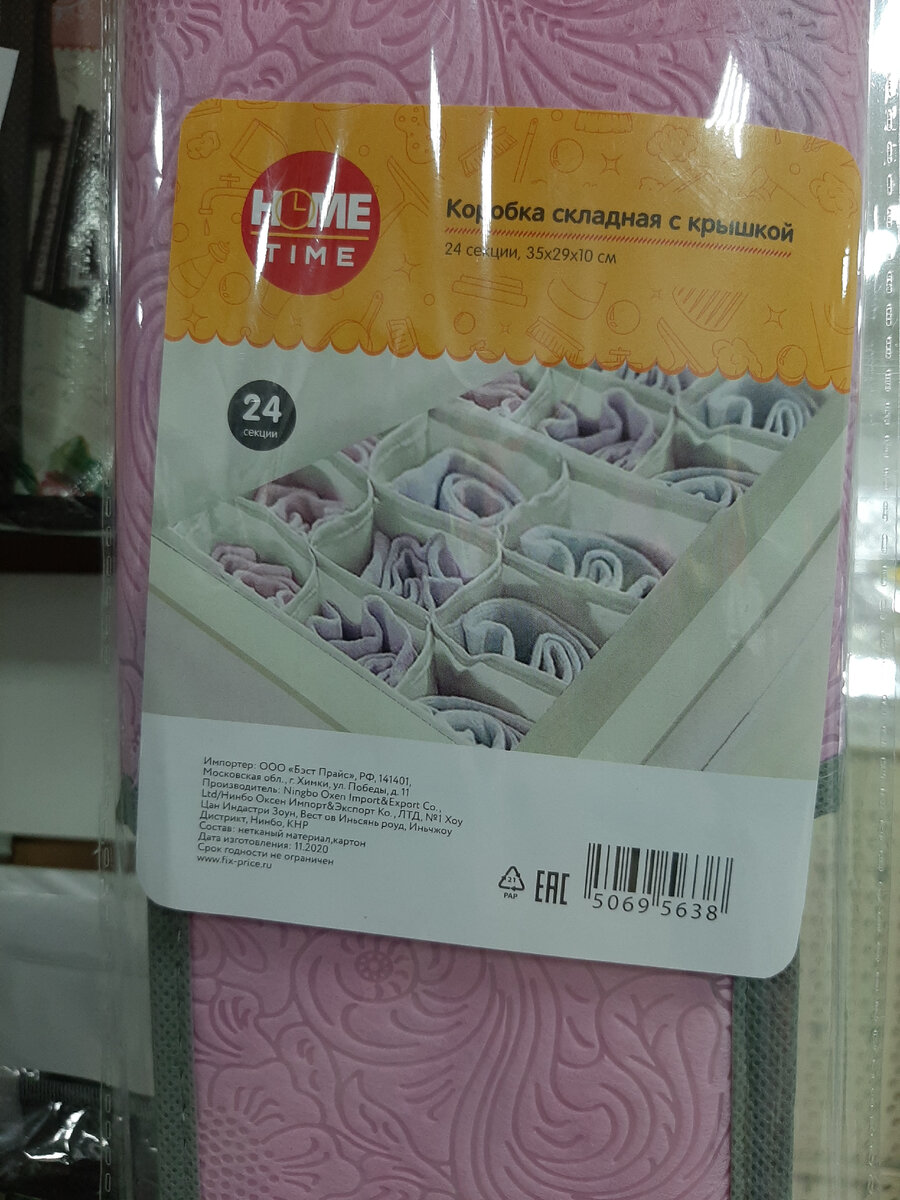 HOME
TIME
Коробка складная с крышкой
24 секции, 35x29x10 см
24
секции
Импортер: ООО «Бэст Прайс», РФ, 141401,
Московская обл., г. Химки, ул. Победы, д. 11
Производитель: Ningbo Oxen Import&Export Co.,
Ltd/Нинбо Оксен Импорт&Экспорт Ко., ЛТД, №1 Хоу
Цан Индастри Зоун, Вест ов Иньсянь роуд, Иньчжоу
Дистрикт, Нинбо, КНР
Состав: нетканый материал,картон
Дата изготовления: 11.2020
Срок годности не ограничен
www.fix-price.ru
21
PAP
EAC
5069 5638